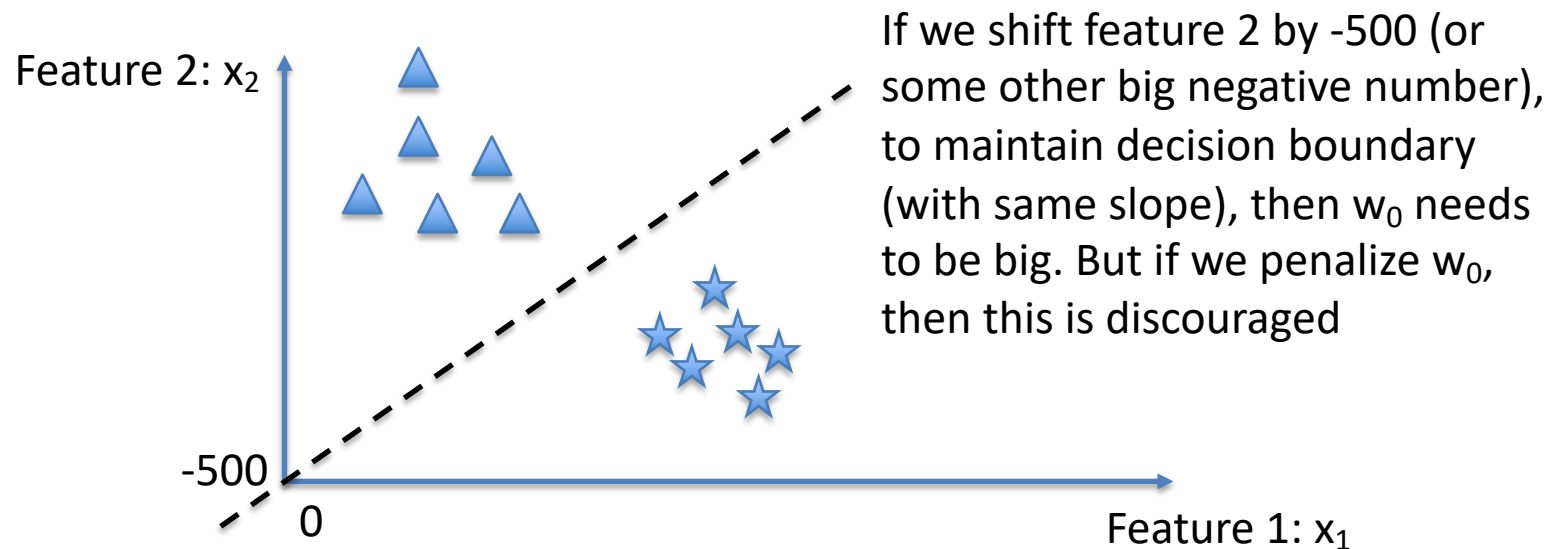 If we shift feature 2 by -500 (or
some other big negative number),
to maintain decision boundary
(with same slope), then w₀ needs
to be big. But if we penalize w₀,
then this is discouraged
Feature 2: x₂
-500
0
Feature 1: x₁